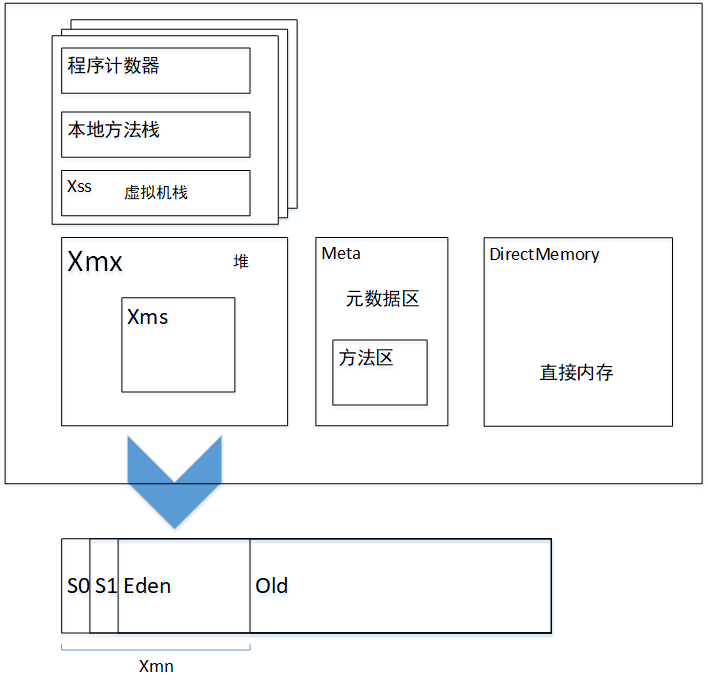 程序计数器
本地方法栈
Xss 虚拟机栈
Xmx 堆
Xms
Meta
元数据区
方法区
DirectMemory
直接内存
S0 S1 Eden Old
Xmn